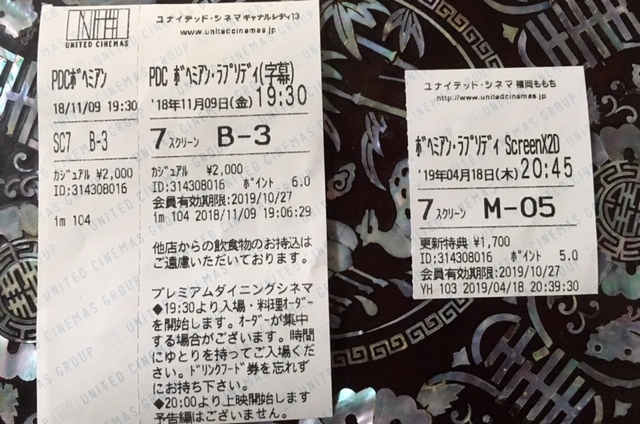 UNITED CINEMAS
ユナイテッド・シネマ キャナルシティ13
www.unitedcinemas.jp
PDCボヘミアン
18/11/09 19:30
SC7 B-3
カジュアル ¥2,000
ID:314308016
im 104
PDC ボヘミアン・ラプソディ(字幕)
'18年11月09日(金)19:30
7スクリーン B-3
カジュアル ¥2,000
ID:314308016 ポイント 6.0
会員有効期限:2019/10/27
im 104 2018/11/09 19:06:29
他店からの飲食物のお持込は
ご遠慮いただいております。
プレミアムダイニングシネマ
◆19:30より入場・料理オーダー
を開始します。オーダーが集中
する場合がございます。時間
にゆとりを持ってご入場くだ
さい。ドリンクフード券を忘れず
にお持ち下さい。
◆20:00より上映開始します
予告編はございません。
ユナイテッド・シネマ 福岡ももち
http://www.unitedcinemas.jp
ボヘミアン・ラプソディ ScreenX2D
'19年04月18日(木)20:45
7スクリーン M-05
更新特典 ¥1,700
ID:314308016 ポイント 5.0
会員有効期限:2019/10/27
YH 103 2019/04/18 20:39:30